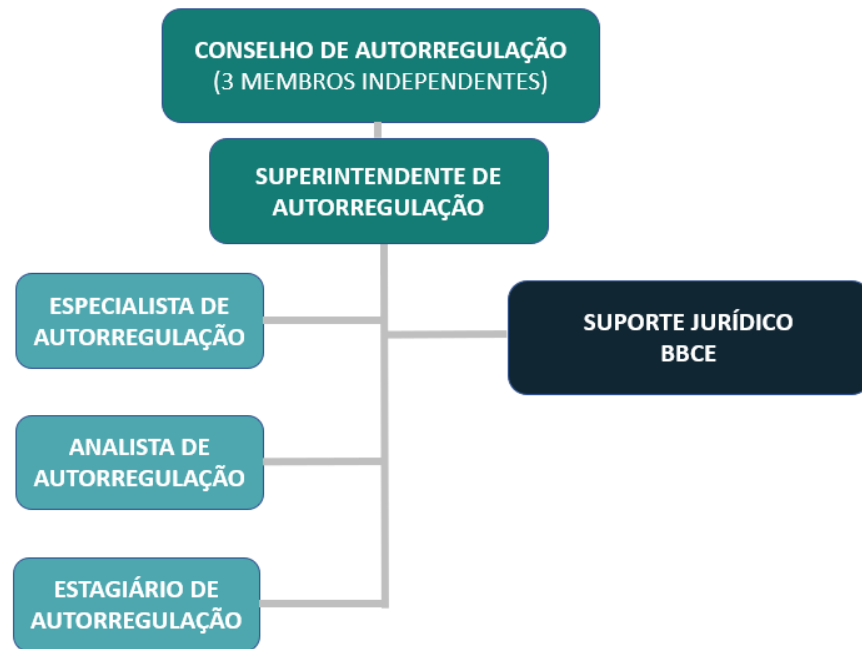 CONSELHO DE AUTORREGULAÇÃO
(3 MEMBROS INDEPENDENTES)
SUPERINTENDENTE DE
AUTORREGULAÇÃO
ESPECIALISTA DE
AUTORREGULAÇÃO
SUPORTE JURÍDICO
BBCE
ANALISTA DE
AUTORREGULAÇÃO
ESTAGIÁRIO DE
AUTORREGULAÇÃO